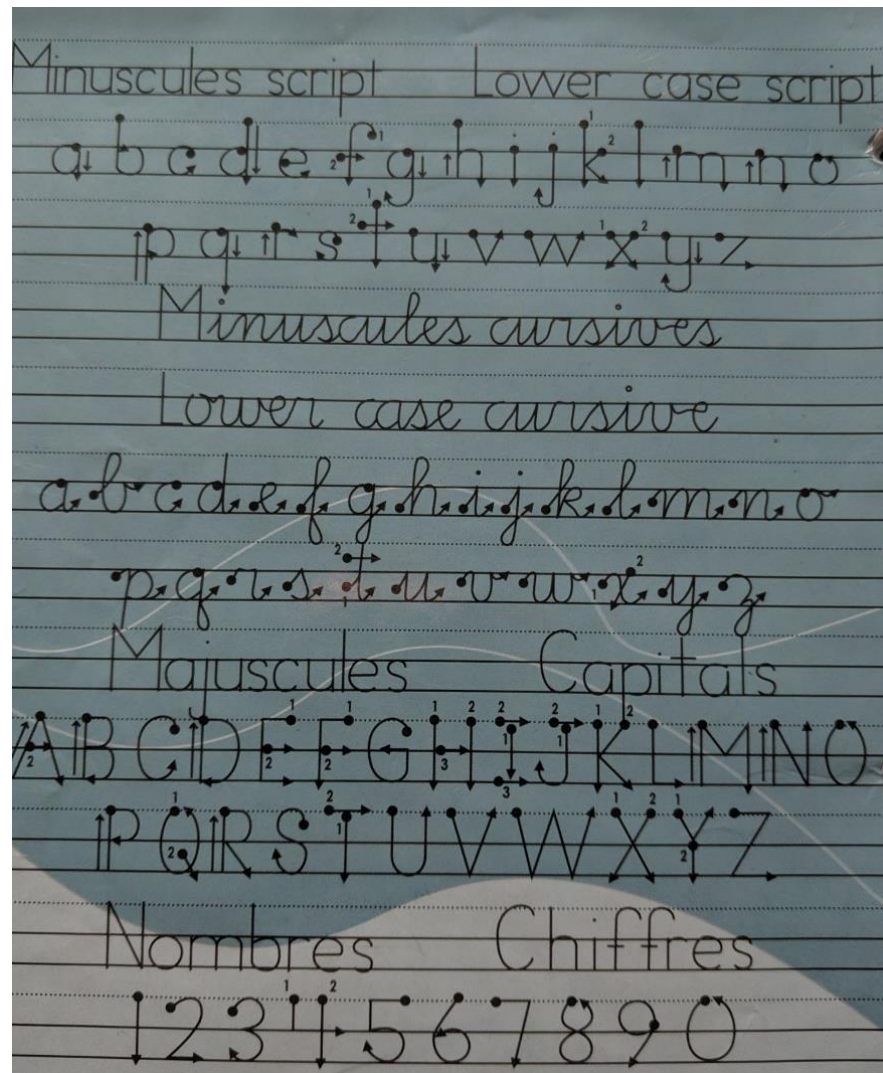 Minuscules script Lower case script
a b c d e f g h i j k l m n o
p q r s t u v w x y z
Minuscules cursives
Lower case cursive
a b c d e f g h i j k l m n o
p q r s t u v w x y z
Majuscules Capitals
A B C D E F G H I J K L M N O
P Q R S T U V W X Y Z
Nombres Chiffres
1 2 3 4 5 6 7 8 9 0